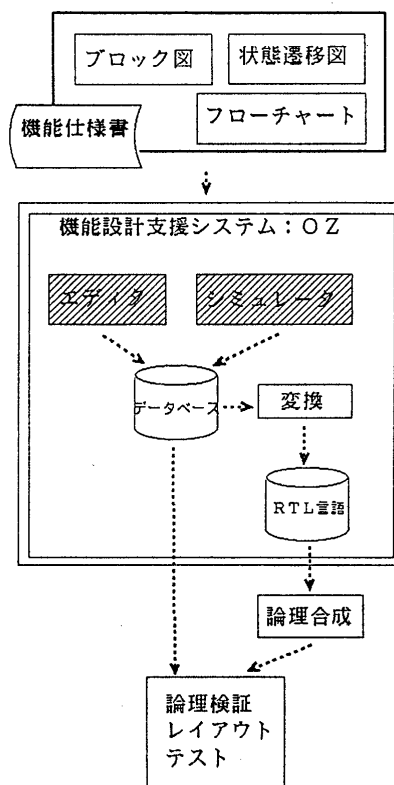 ブロック図
状態遷移図
フローチャート
機能仕様書
機能設計支援システム：ＯＺ
エディタ
シミュレータ
データベース
変換
ＲＴＬ言語
論理合成
論理検証
レイアウト
テスト